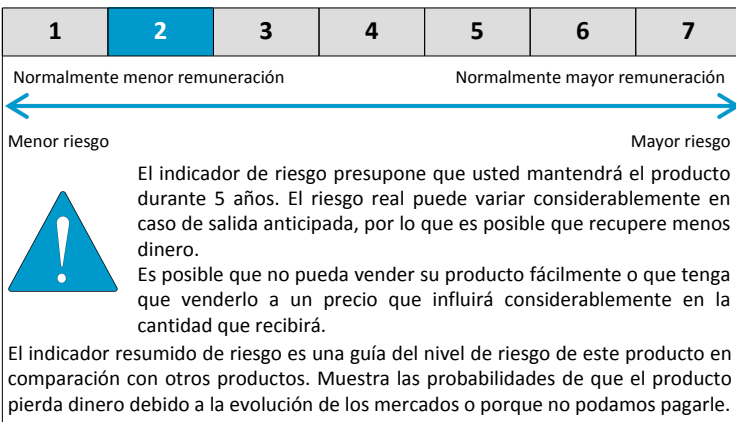 1 2 3 4 5 6 7
Normalmente menor remuneración Normalmente mayor remuneración
Menor riesgo Mayor riesgo
El indicador de riesgo presupone que usted mantendrá el producto
durante 5 años. El riesgo real puede variar considerablemente en
caso de salida anticipada, por lo que es posible que recupere menos
dinero.
Es posible que no pueda vender su producto fácilmente o que tenga
que venderlo a un precio que influirá considerablemente en la
cantidad que recibirá.
El indicador resumido de riesgo es una guía del nivel de riesgo de este producto en
comparación con otros productos. Muestra las probabilidades de que el producto
pierda dinero debido a la evolución de los mercados o porque no podamos pagarle.